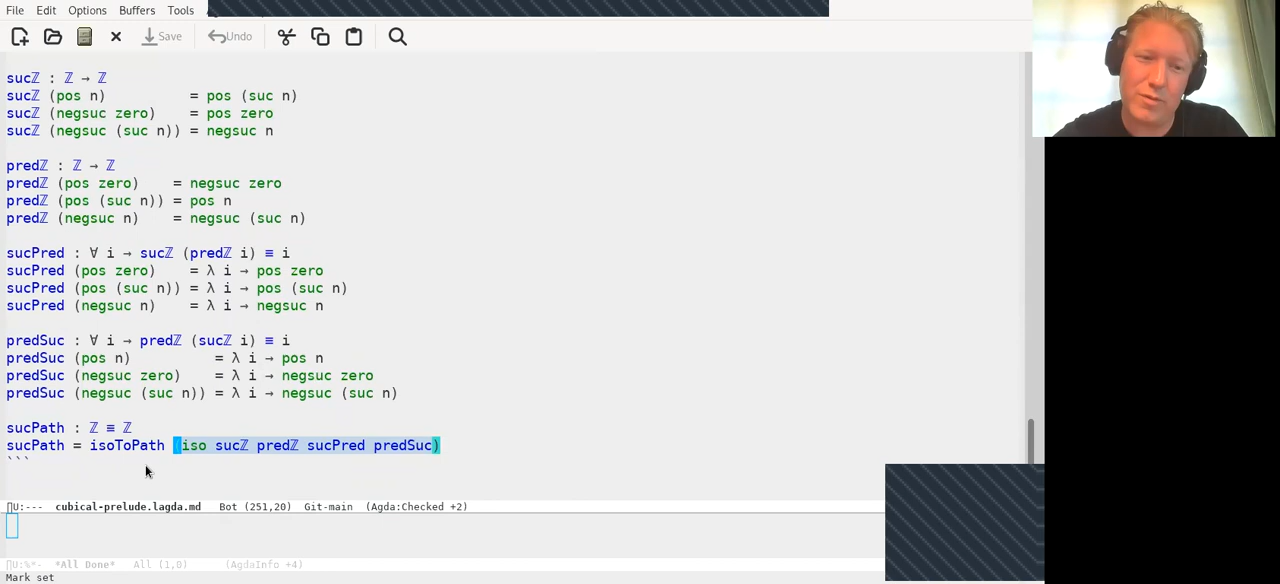 File Edit Options Buffers Tools
Save Undo
sucℤ : ℤ → ℤ
sucℤ (pos n) = pos (suc n)
sucℤ (negsuc zero) = pos zero
sucℤ (negsuc (suc n)) = negsuc n
predℤ : ℤ → ℤ
predℤ (pos zero) = negsuc zero
predℤ (pos (suc n)) = pos n
predℤ (negsuc n) = negsuc (suc n)
sucPred : ∀ i → sucℤ (predℤ i) ≡ i
sucPred (pos zero) = λ i → pos zero
sucPred (pos (suc n)) = λ i → pos (suc n)
sucPred (negsuc n) = λ i → negsuc n
predSuc : ∀ i → predℤ (sucℤ i) ≡ i
predSuc (pos n) = λ i → pos n
predSuc (negsuc zero) = λ i → negsuc zero
predSuc (negsuc (suc n)) = λ i → negsuc (suc n)
sucPath : ℤ ≡ ℤ
sucPath = isoToPath (iso sucℤ predℤ sucPred predSuc)
```
U:--- cubical-prelude.lagda.md Bot (251,20) Git-main (Agda:Checked +2)
U:%*- *All Done* All (1,0) (AgdaInfo +4)
Mark set